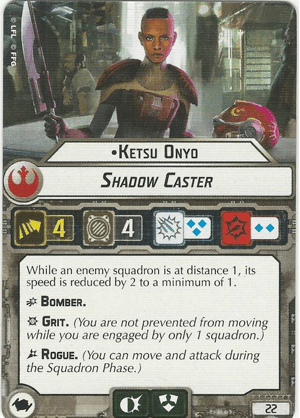 © LFL © FFG
•Ketsu Onyo
Shadow Caster
4 4
While an enemy squadron is at distance 1, its
speed is reduced by 2 to a minimum of 1.
Bomber.
Grit. (You are not prevented from moving
while you are engaged by only 1 squadron.)
Rogue. (You can move and attack during
the Squadron Phase.)
22